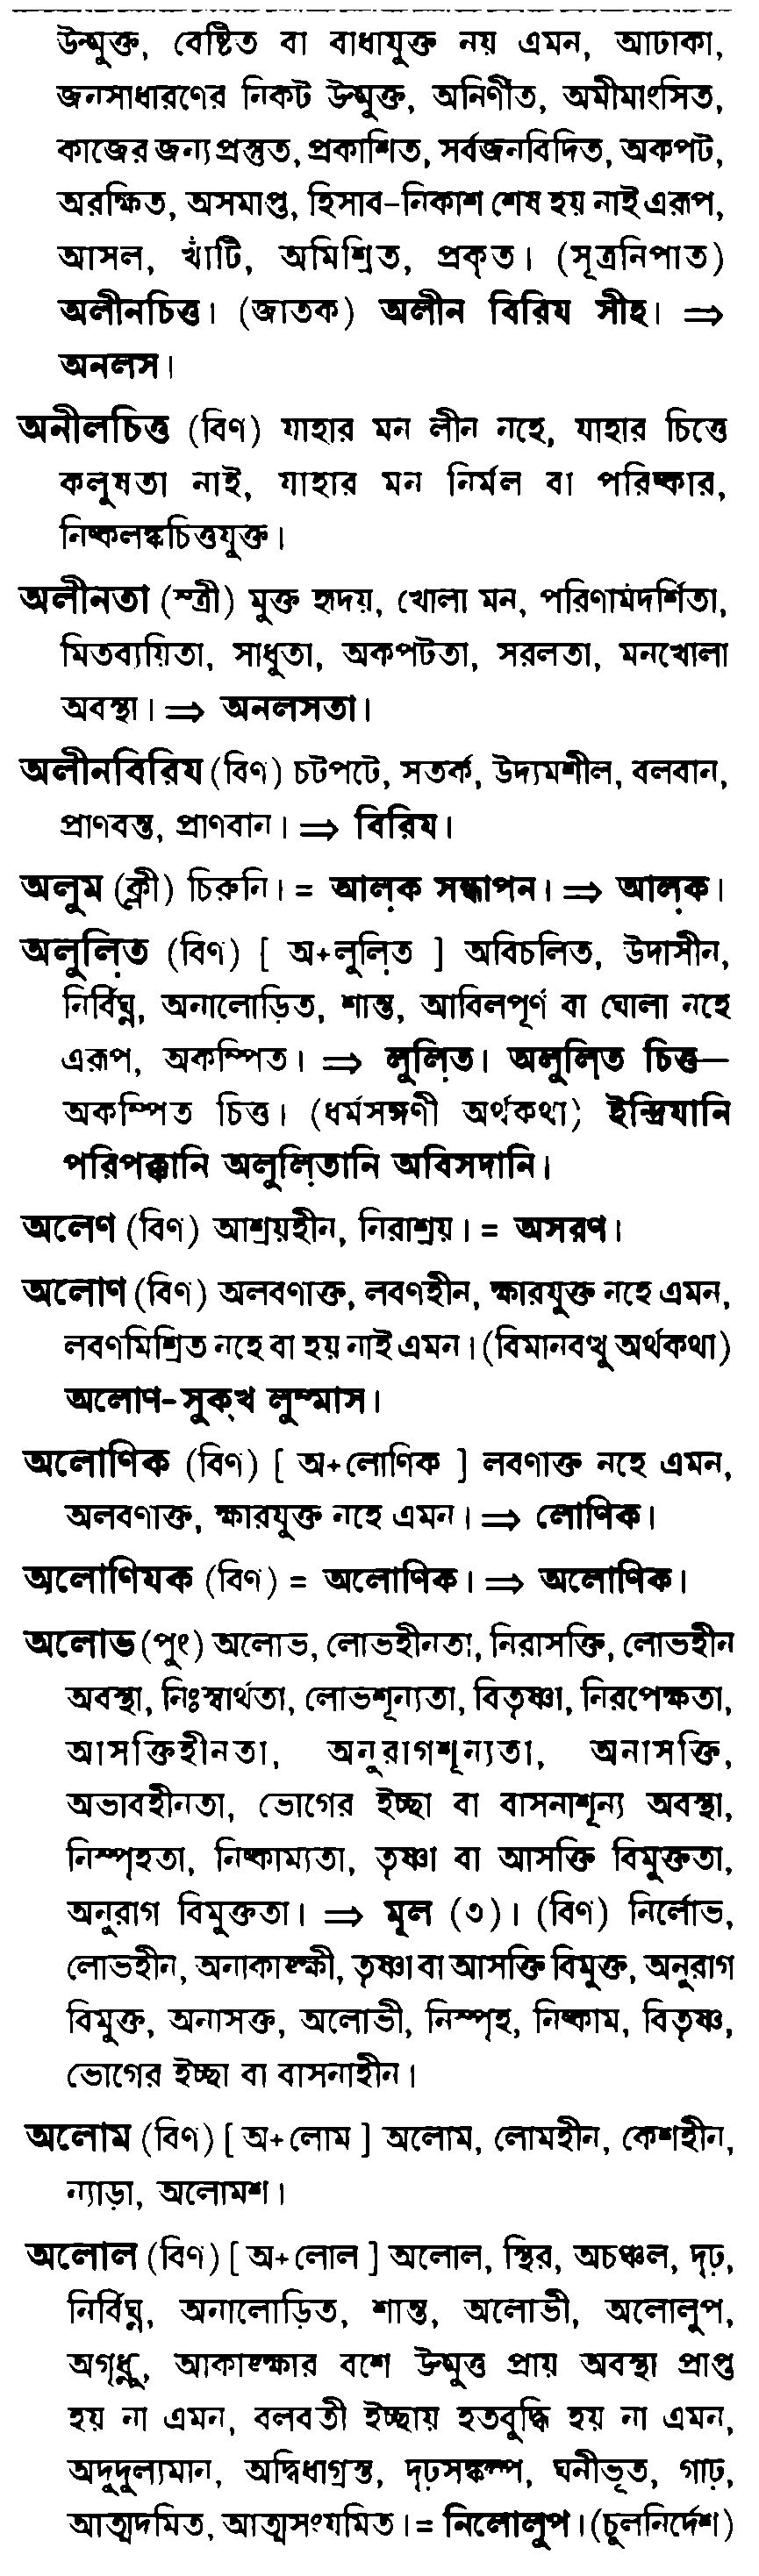 উন্মুক্ত, বেষ্টিত বা বাধাযুক্ত নয় এমন, আঢাকা,
জনসাধারণের নিকট উন্মুক্ত, অনির্ণীত, অমীমাংসিত,
কাজের জন্য প্রস্তুত, প্রকাশিত, সর্বজনবিদিত, অকপট,
অরক্ষিত, অসমাপ্ত, হিসাব-নিকাশ শেষ হয় নাই এরূপ,
আসল, খাঁটি, অমিশ্রিত, প্রকৃত। (সূত্রনিপাত)
অলীনচিত্ত। (জাতক) অলীন বিরিয সীহ। ⇒
অনলস।
অনীলচিত্ত (বিণ) যাহার মন লীন নহে, যাহার চিত্তে
কলুষতা নাই, যাহার মন নির্মল বা পরিষ্কার,
নিষ্কলঙ্কচিত্তযুক্ত।
অলীনতা (স্ত্রী) মুক্ত হৃদয়, খোলা মন, পরিণামদর্শিতা,
মিতব্যয়িতা, সাধুতা, অকপটতা, সরলতা, মনখোলা
অবস্থা। ⇒ অনলসতা।
অলীনবিরিয (বিণ) চটপটে, সতর্ক, উদ্যমশীল, বলবান,
প্রাণবন্ত, প্রাণবান। ⇒ বিরিয।
অলুম (ক্লী) চিরুনি। = আল়ক সন্ধাপন। ⇒ আল়ক।
অলুলি়ত (বিণ) [ অ+লুলি়ত ] অবিচলিত, উদাসীন,
নির্বিঘ্ন, অনালোড়িত, শান্ত, আবিলপূর্ণ বা ঘোলা নহে
এরূপ, অকম্পিত। ⇒ লুলি়ত। অলুলি়ত চিত্ত—
অকম্পিত চিত্ত। (ধর্মসঙ্গণী অর্থকথা) ইন্দ্রিযানি
পরিপক্কানি অলুলি়তানি অবিসদানি।
অলেণ (বিণ) আশ্রয়হীন, নিরাশ্রয়। = অসরণ।
অলোণ (বিণ) অলবণাক্ত, লবণহীন, ক্ষারযুক্ত নহে এমন,
লবণমিশ্রিত নহে বা হয় নাই এমন। (বিমানবত্থু অর্থকথা)
অলোণ-সুক্‌খ লুম্মাস।
অলোণিক (বিণ) [ অ+লোণিক ] লবণাক্ত নহে এমন,
অলবণাক্ত, ক্ষারযুক্ত নহে এমন। ⇒ লোণিক।
অলোণিযক (বিণ) = অলোণিক। ⇒ অলোণিক।
অলোভ (পুং) অলোভ, লোভহীনতা, নিরাসক্তি, লোভহীন
অবস্থা, নিঃস্বার্থতা, লোভশূন্যতা, বিতৃষ্ণা, নিরপেক্ষতা,
আসক্তিহীনতা, অনুরাগশূন্যতা, অনাসক্তি,
অভাবহীনতা, ভোগের ইচ্ছা বা বাসনাশূন্য অবস্থা,
নিস্পৃহতা, নিষ্কাম্যতা, তৃষ্ণা বা আসক্তি বিমুক্ততা,
অনুরাগ বিমুক্ততা। ⇒ মূল (৩)। (বিণ) নির্লোভ,
লোভহীন, অনাকাঙ্ক্ষী, তৃষ্ণা বা আসক্তি বিমুক্ত, অনুরাগ
বিমুক্ত, অনাসক্ত, অলোভী, নিস্পৃহ, নিষ্কাম, বিতৃষ্ণ,
ভোগের ইচ্ছা বা বাসনাহীন।
অলোম (বিণ) [ অ+লোম ] অলোম, লোমহীন, কেশহীন,
ন্যাড়া, অলোমশ।
অলোল (বিণ) [ অ+লোল ] অলোল, স্থির, অচঞ্চল, দৃঢ়,
নির্বিঘ্ন, অনালোড়িত, শান্ত, অলোভী, অলোলুপ,
অগৃধ্নু, আকাঙ্ক্ষার বশে উন্মুত্ত প্রায় অবস্থা প্রাপ্ত
হয় না এমন, বলবতী ইচ্ছায় হতবুদ্ধি হয় না এমন,
অদুদুল্যমান, অদ্বিধাগ্রস্ত, দৃঢ়সঙ্কল্প, ঘনীভূত, গাঢ়,
আত্মদমিত, আত্মসংযমিত। = নিলোলুপ। (চুলনির্দেশ)